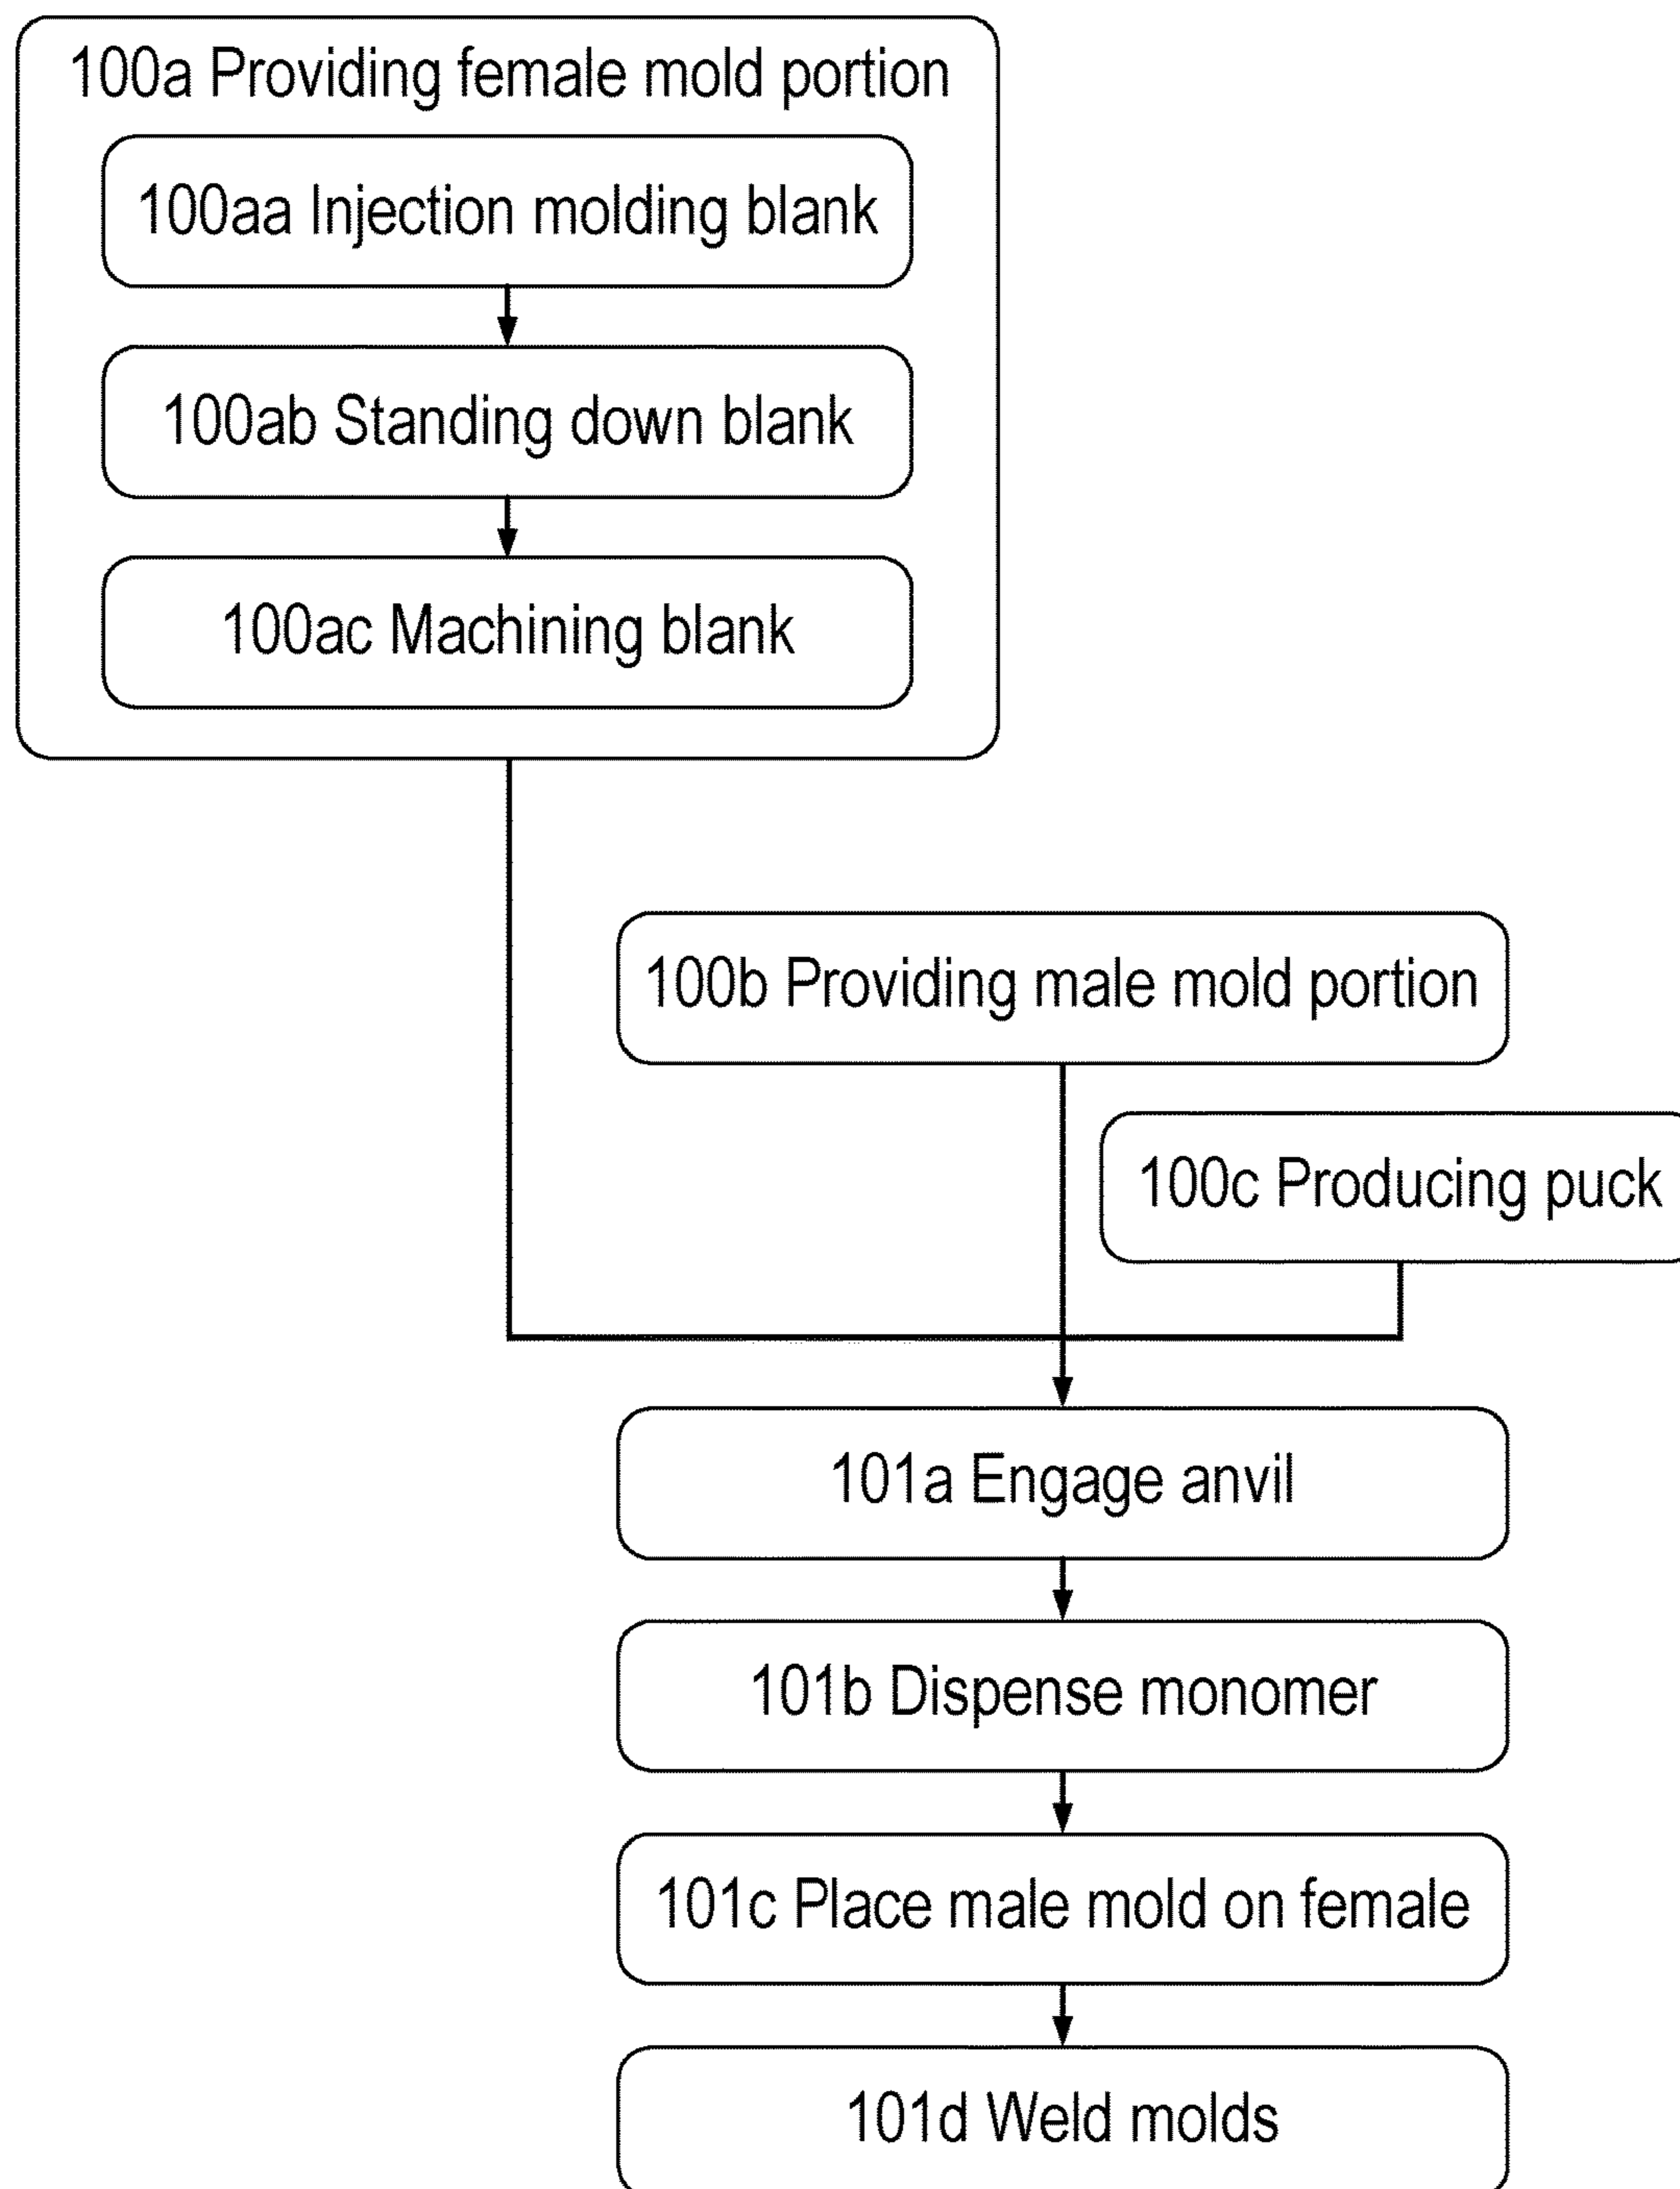 100a Providing female mold portion
100aa Injection molding blank
100ab Standing down blank
100ac Machining blank
100b Providing male mold portion
100c Producing puck
101a Engage anvil
101b Dispense monomer
101c Place male mold on female
101d Weld molds